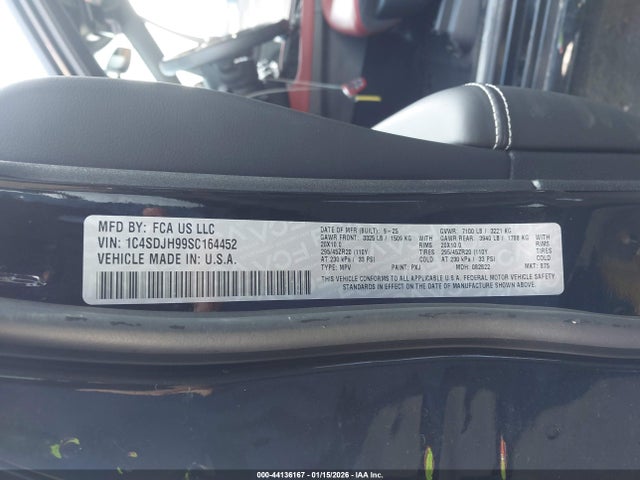 MFD BY: FCA US LLC
VIN: 1C4SDJH99SC164452
VEHICLE MADE IN: U.S.A.
DATE OF MFR (BUILT): 5-25 GVWR: 7100 LB / 3221 KG
GAWR FRONT: 3325 LB / 1509 KG GAWR REAR: 3940 LB / 1788 KG
20X10.0 RIMS 20X10.0 RIMS
295/45ZR20 (110Y) TIRES 295/45ZR20 (110Y) TIRES
AT 230 kPa / 33 PSI COLD AT 230 kPa / 33 PSI COLD
TYPE: MPV PAINT: PXJ MDH: 082822 MKT: 875
THIS VEHICLE CONFORMS TO ALL APPLICABLE U.S.A. FEDERAL MOTOR VEHICLE SAFETY
STANDARDS IN EFFECT ON THE DATE OF MANUFACTURE SHOWN ABOVE.
000-44136167 - 01/15/2026 - IAA Inc.